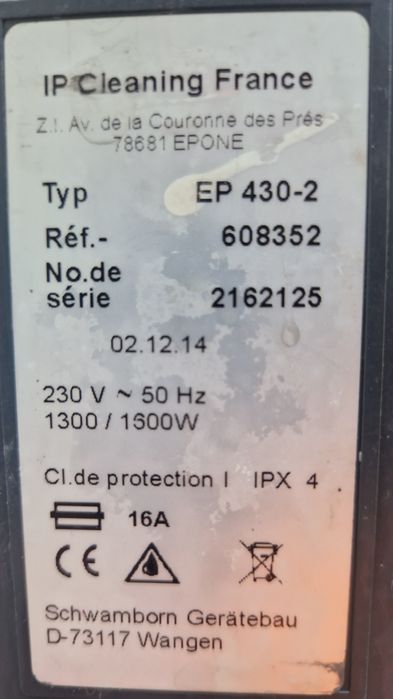 IP Cleaning France
Z.I. Av. de la Couronne des Prés
78681 EPONE
Typ EP 430-2
Réf.- 608352
No.de
série 2162125
02.12.14
230 V ~ 50 Hz
1300 / 1600W
Cl.de protection I IPX 4
16A
CE
Schwamborn Gerätebau
D-73117 Wangen